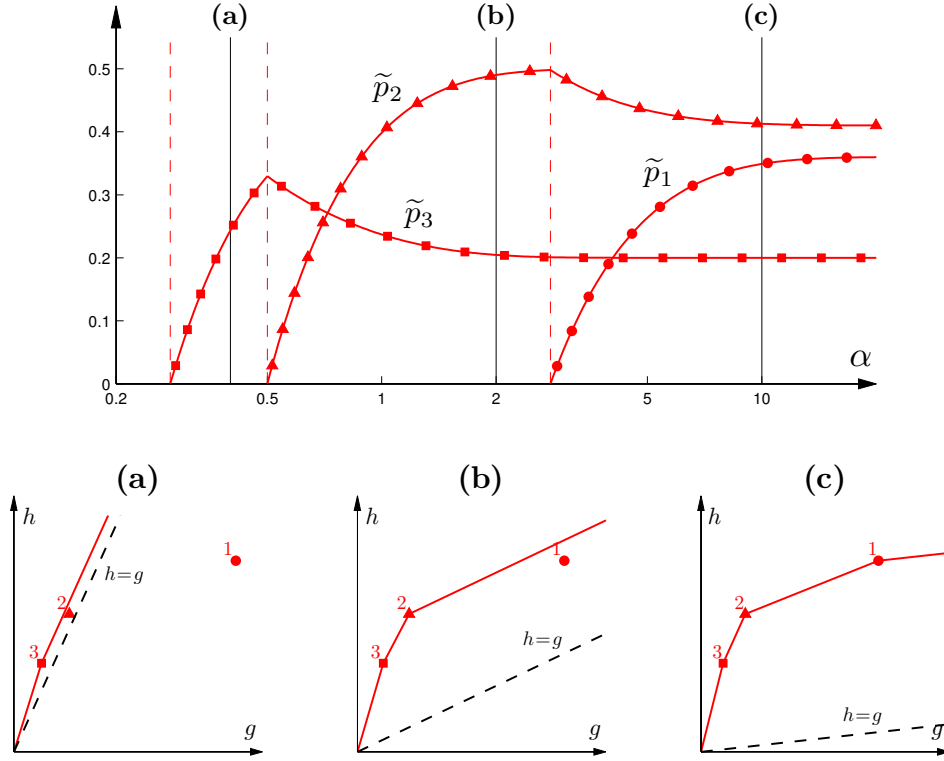 (a) (b) (c)
0.5
0.4
0.3
0.2
0.1
0
p̃₂
p̃₃
p̃₁
α
0.2 0.5 1 2 5 10
(a) (b) (c)
h h h
1 1 1
h=g
2 2 2
3 3 3
h=g
h=g
g g g